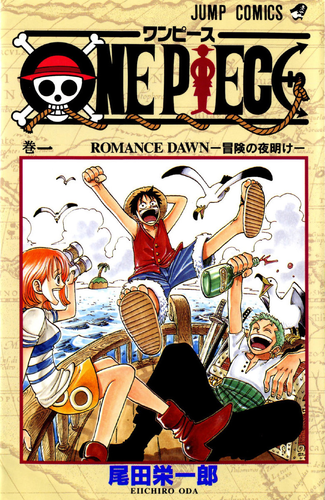 JUMP COMICS
ワンピース
ONE PIECE
巻一
ROMANCE DAWN—冒険の夜明け—
尾田栄一郎
EIICHIRO ODA